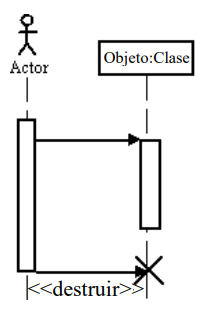 Actor
Objeto:Clase
<<destruir>>